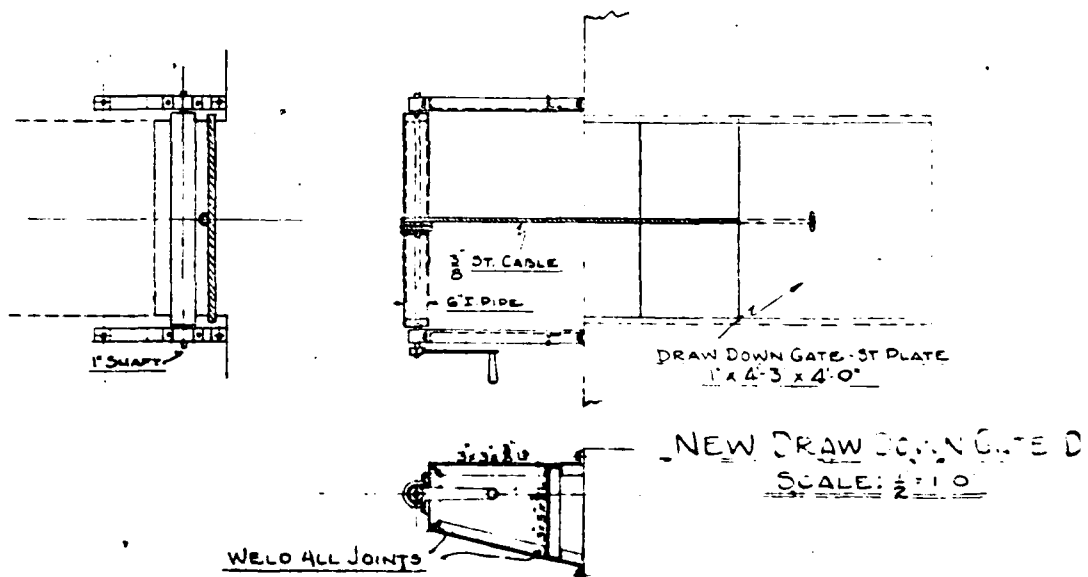 3/8" ST. CABLE
6" I. PIPE
1" SHAFT
DRAW DOWN GATE - ST PLATE
1" x 4'-3 x 4'-0"
NEW DRAW DOWN GATE D
SCALE: 1/2" = 1'0
WELD ALL JOINTS